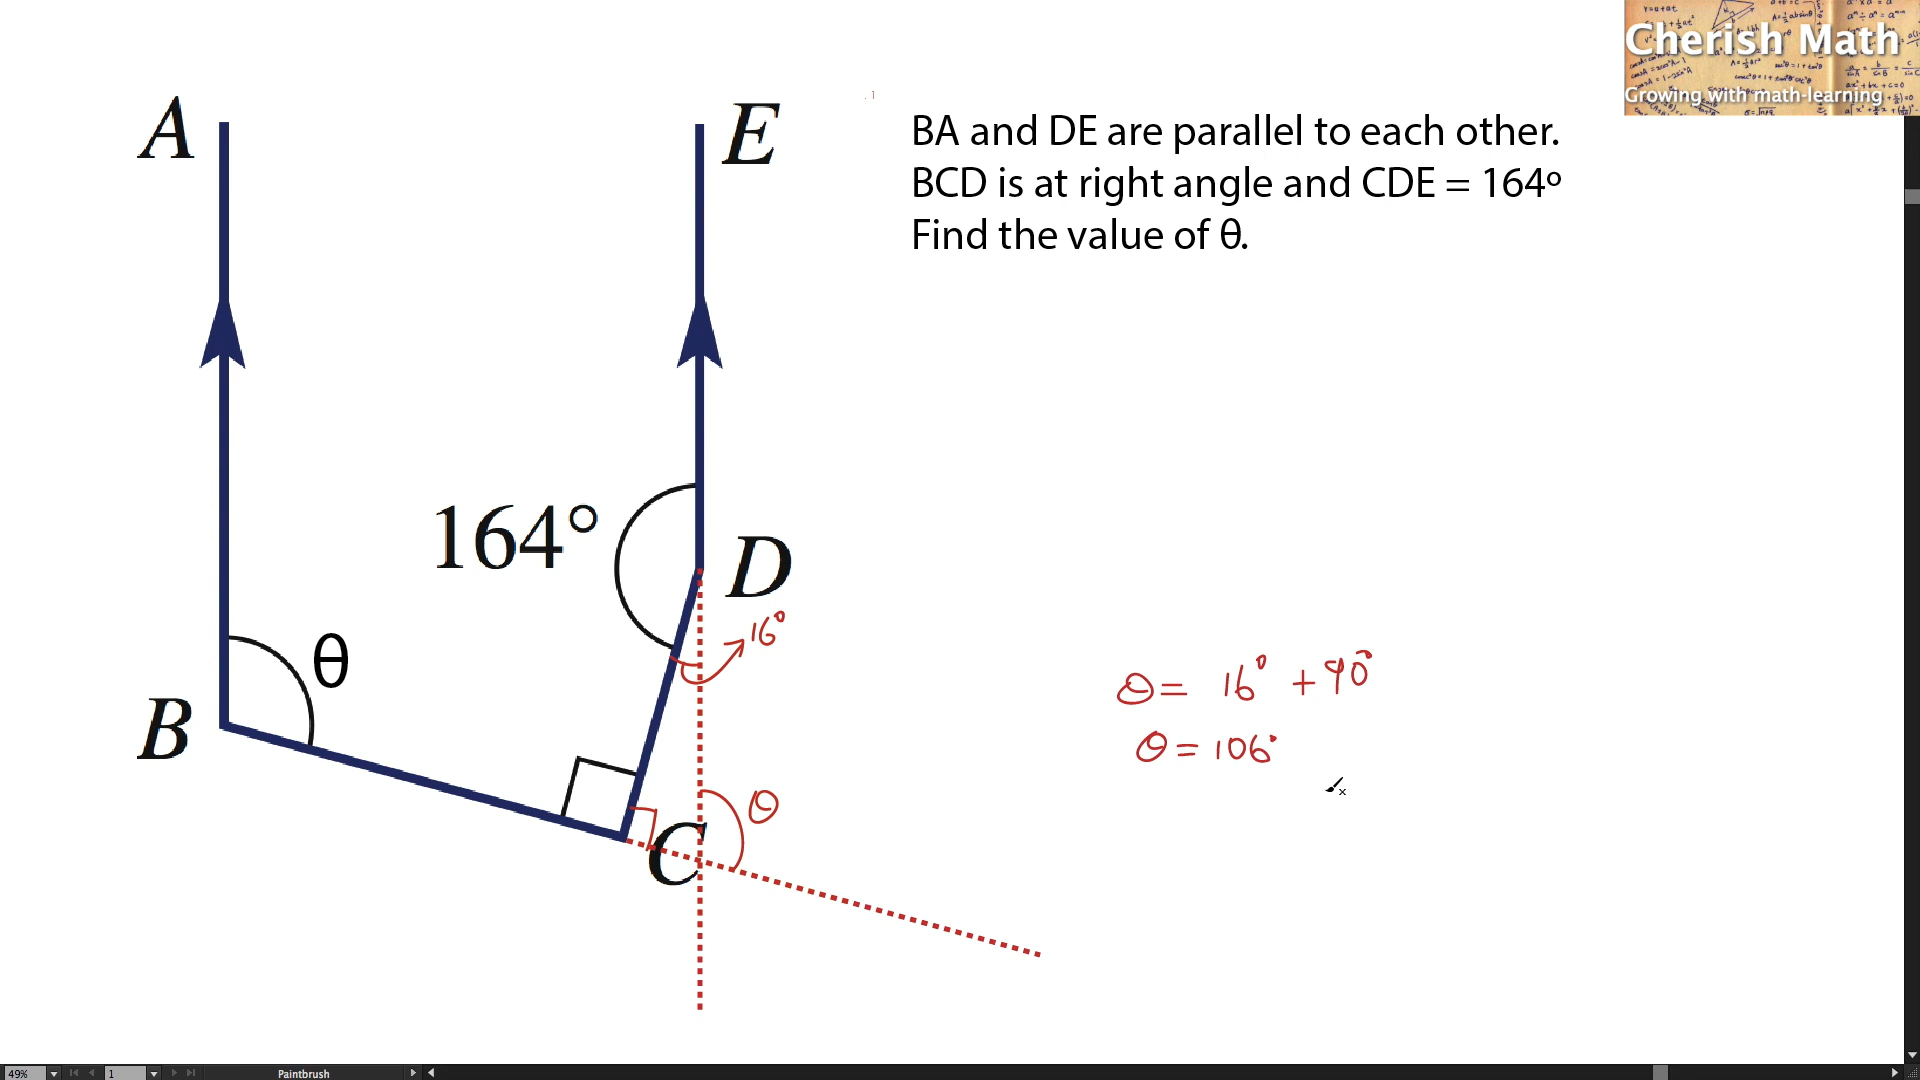 Cherish Math
Growing with math-learning
A
E
BA and DE are parallel to each other.
BCD is at right angle and CDE = 164º
Find the value of θ.
164°
D
16°
θ
B
θ = 16° + 90°
θ = 106°
θ
C
49%
1
Paintbrush